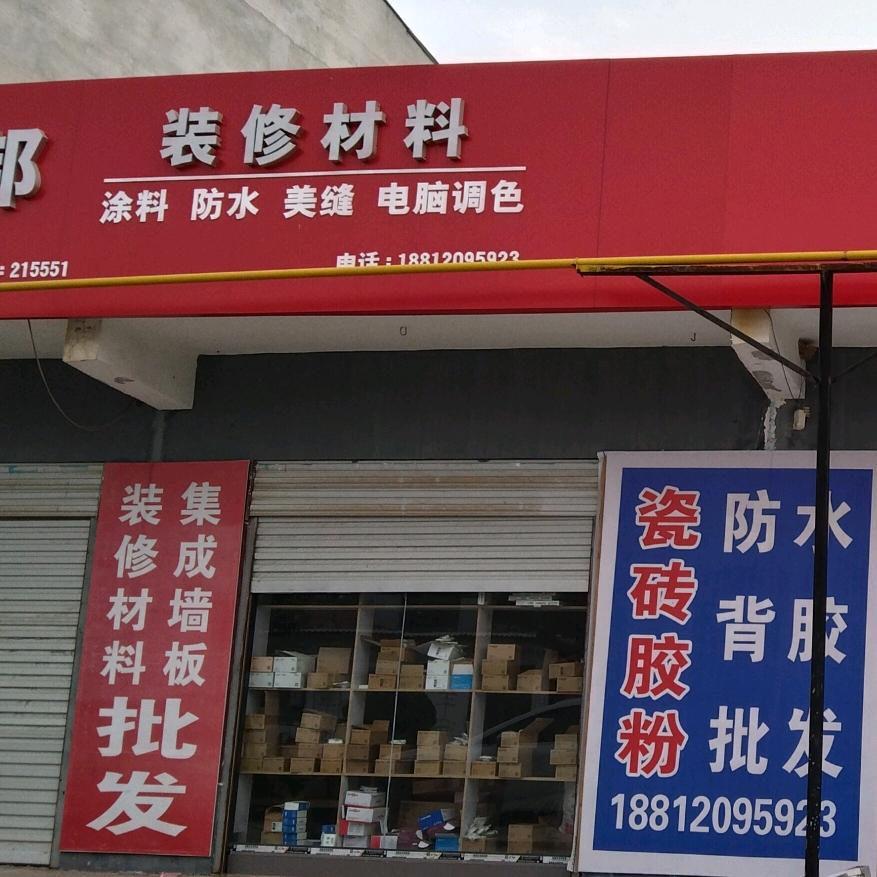 邦
装修材料
涂料 防水 美缝 电脑调色
215551
电话:18812095923
集成墙板
装修材料
批发
瓷砖胶粉
防水
背胶
批发
18812095923